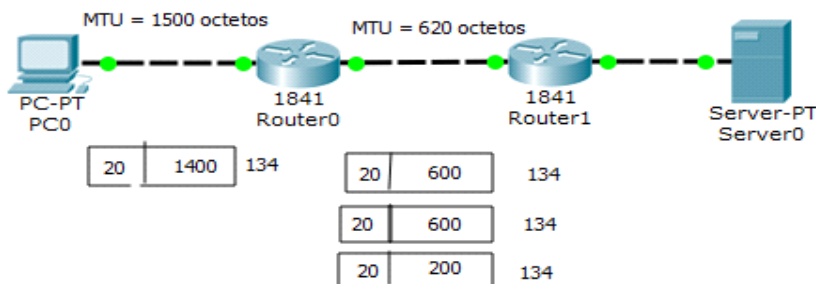 MTU = 1500 octetos
MTU = 620 octetos
PC-PT
PC0
1841
Router0
1841
Router1
Server-PT
Server0
20 1400 134
20 600 134
20 600 134
20 200 134